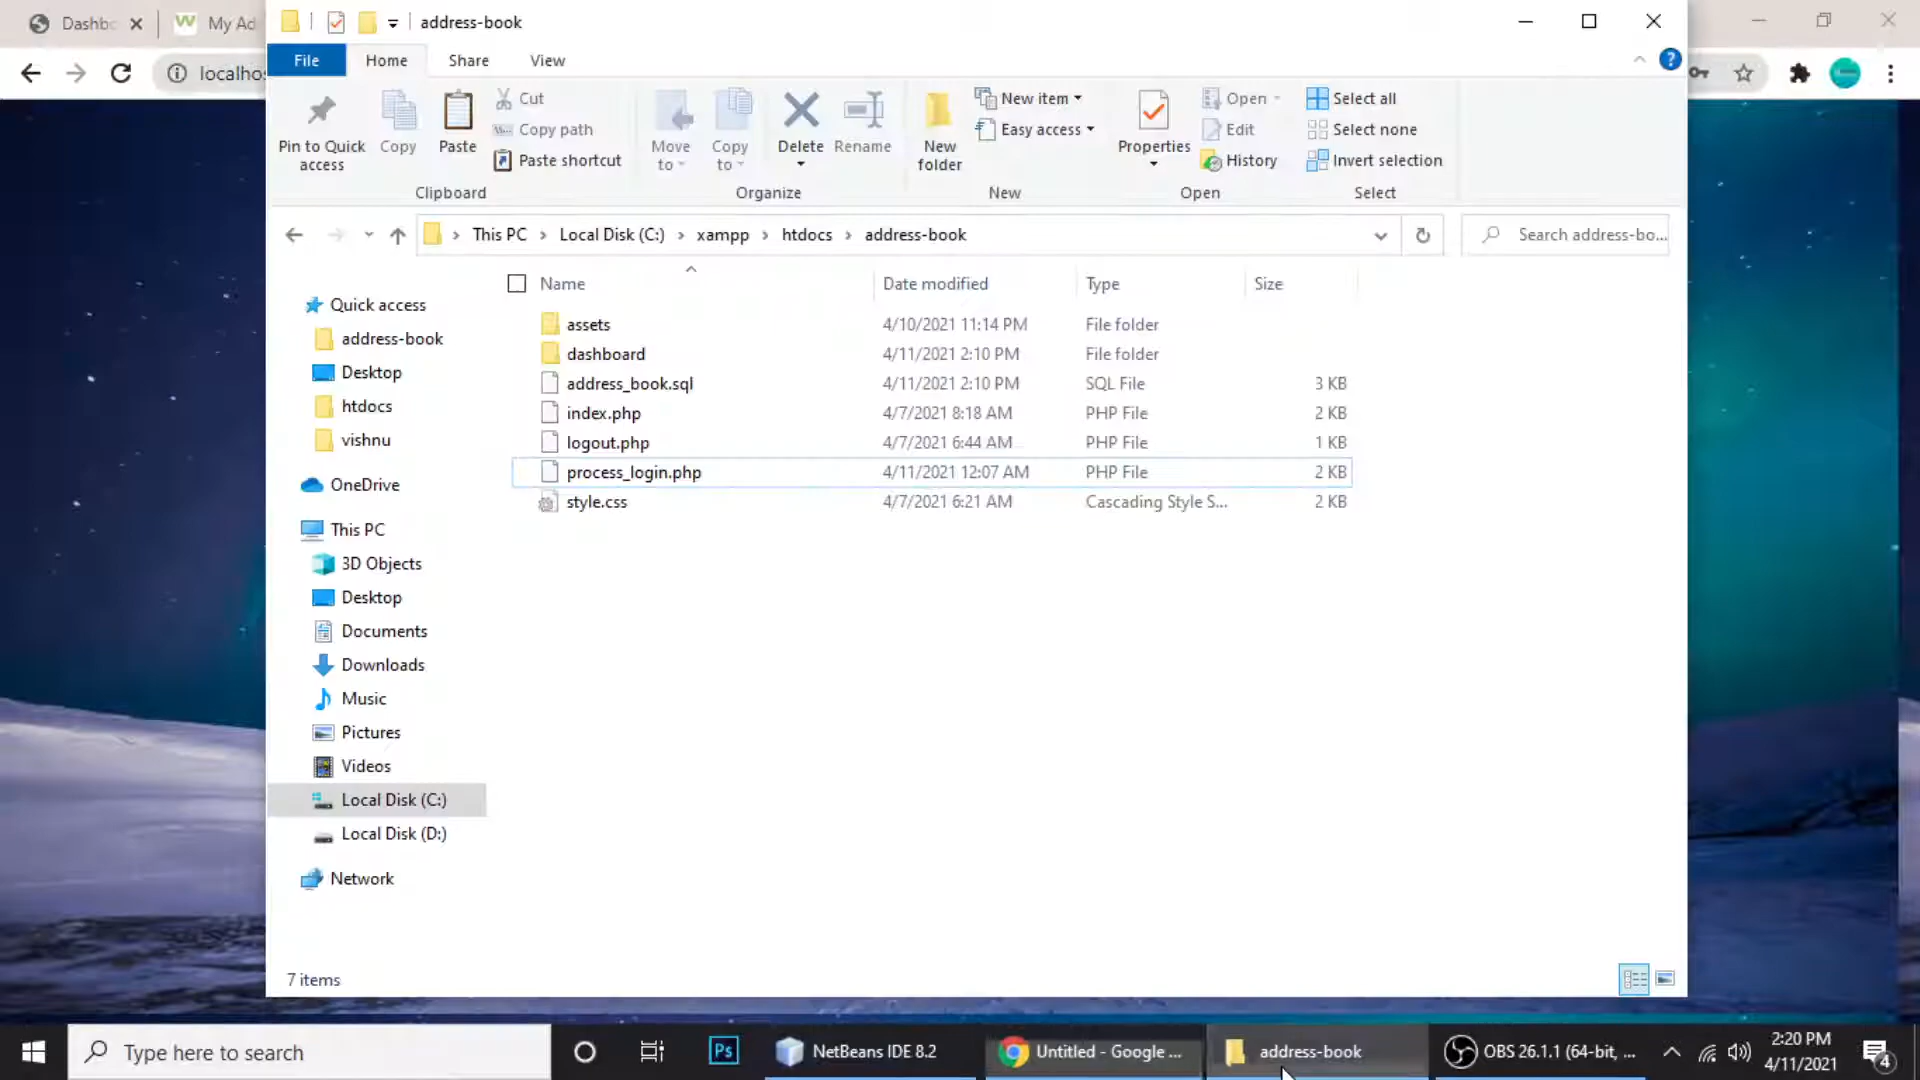 Dashbo
My Ad
address-book
File
Home
Share
View
localhos
Pin to Quick access
Copy
Paste
Cut
Copy path
Paste shortcut
Clipboard
Move to
Copy to
Delete
Rename
Organize
New folder
New item
Easy access
New
Properties
Open
Edit
History
Open
Select all
Select none
Invert selection
Select
This PC > Local Disk (C:) > xampp > htdocs > address-book
Search address-bo...
Name Date modified Type Size
assets 4/10/2021 11:14 PM File folder
dashboard 4/11/2021 2:10 PM File folder
address_book.sql 4/11/2021 2:10 PM SQL File 3 KB
index.php 4/7/2021 8:18 AM PHP File 2 KB
logout.php 4/7/2021 6:44 AM PHP File 1 KB
process_login.php 4/11/2021 12:07 AM PHP File 2 KB
style.css 4/7/2021 6:21 AM Cascading Style S... 2 KB
Quick access
address-book
Desktop
htdocs
vishnu
OneDrive
This PC
3D Objects
Desktop
Documents
Downloads
Music
Pictures
Videos
Local Disk (C:)
Local Disk (D:)
Network
7 items
Type here to search
Ps
NetBeans IDE 8.2
Untitled - Google ...
address-book
OBS 26.1.1 (64-bit, ...
2:20 PM
4/11/2021
4